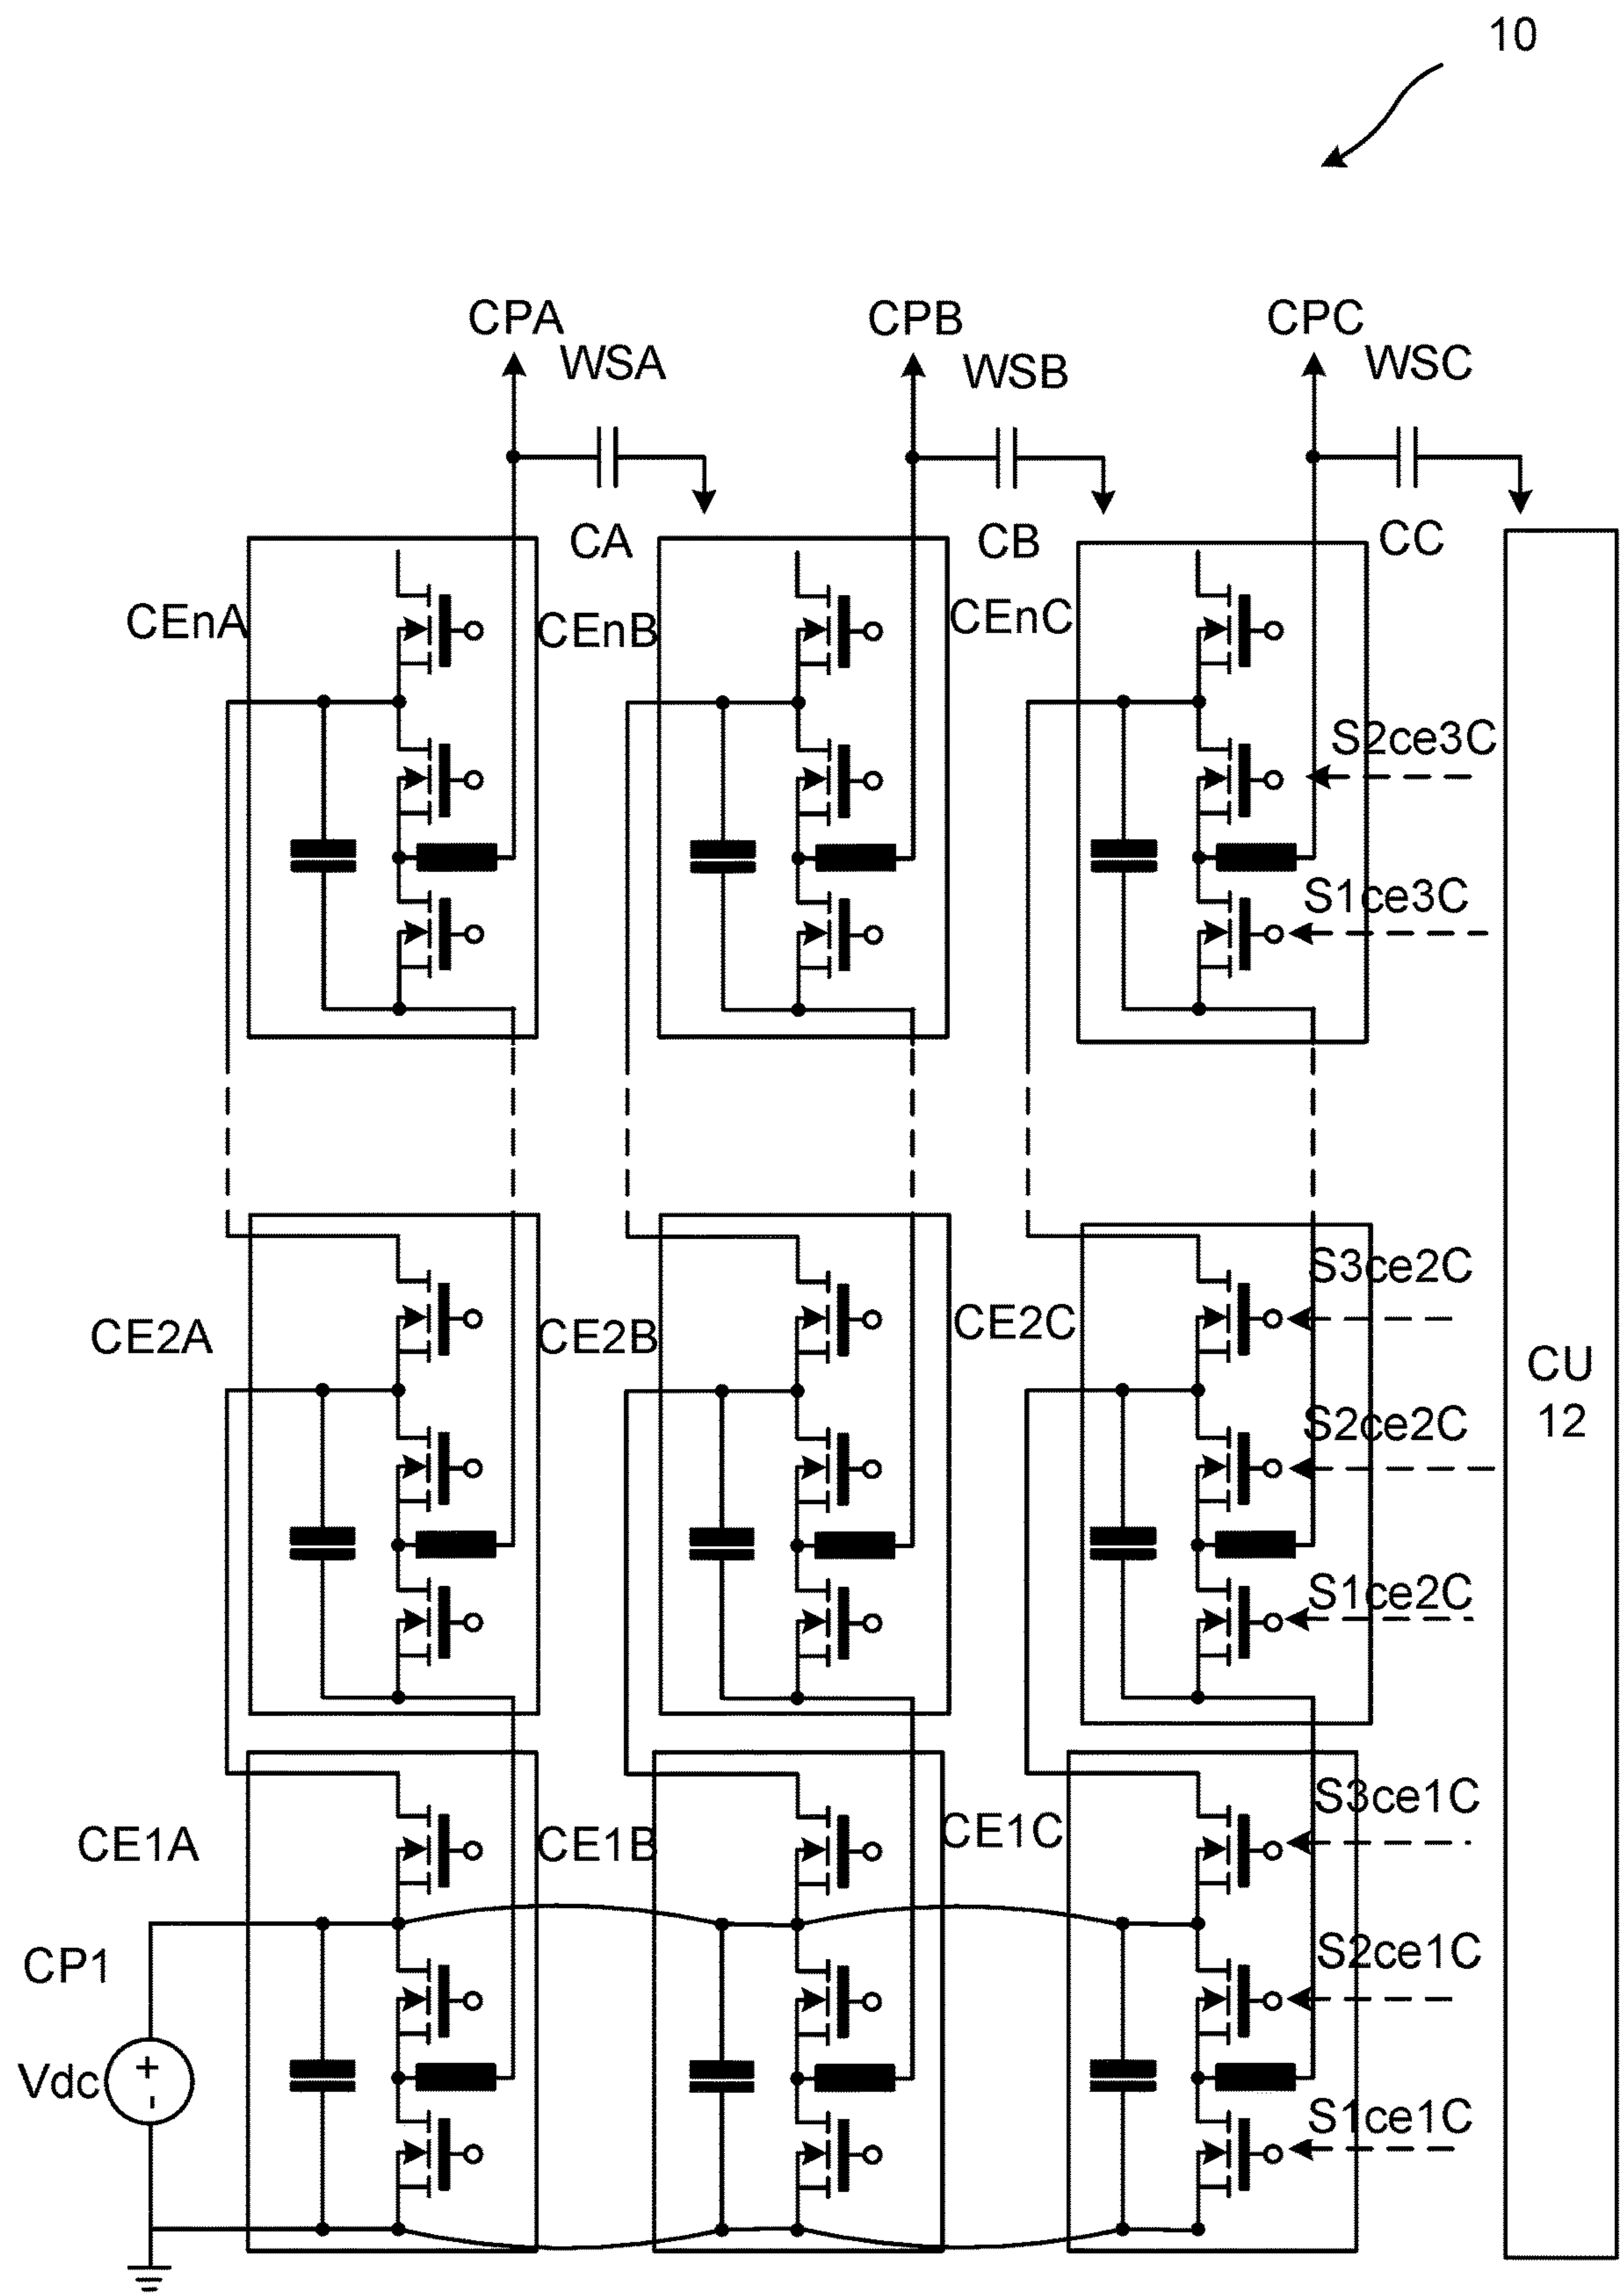 10
CPA
CPB
CPC
WSA
WSB
WSC
CA
CB
CC
CEnA
CEnB
CEnC
S2ce3C
S1ce3C
CE2A
CE2B
CE2C
S3ce2C
S2ce2C
S1ce2C
CU
12
CE1A
CE1B
CE1C
S3ce1C
S2ce1C
S1ce1C
CP1
Vdc
+
-